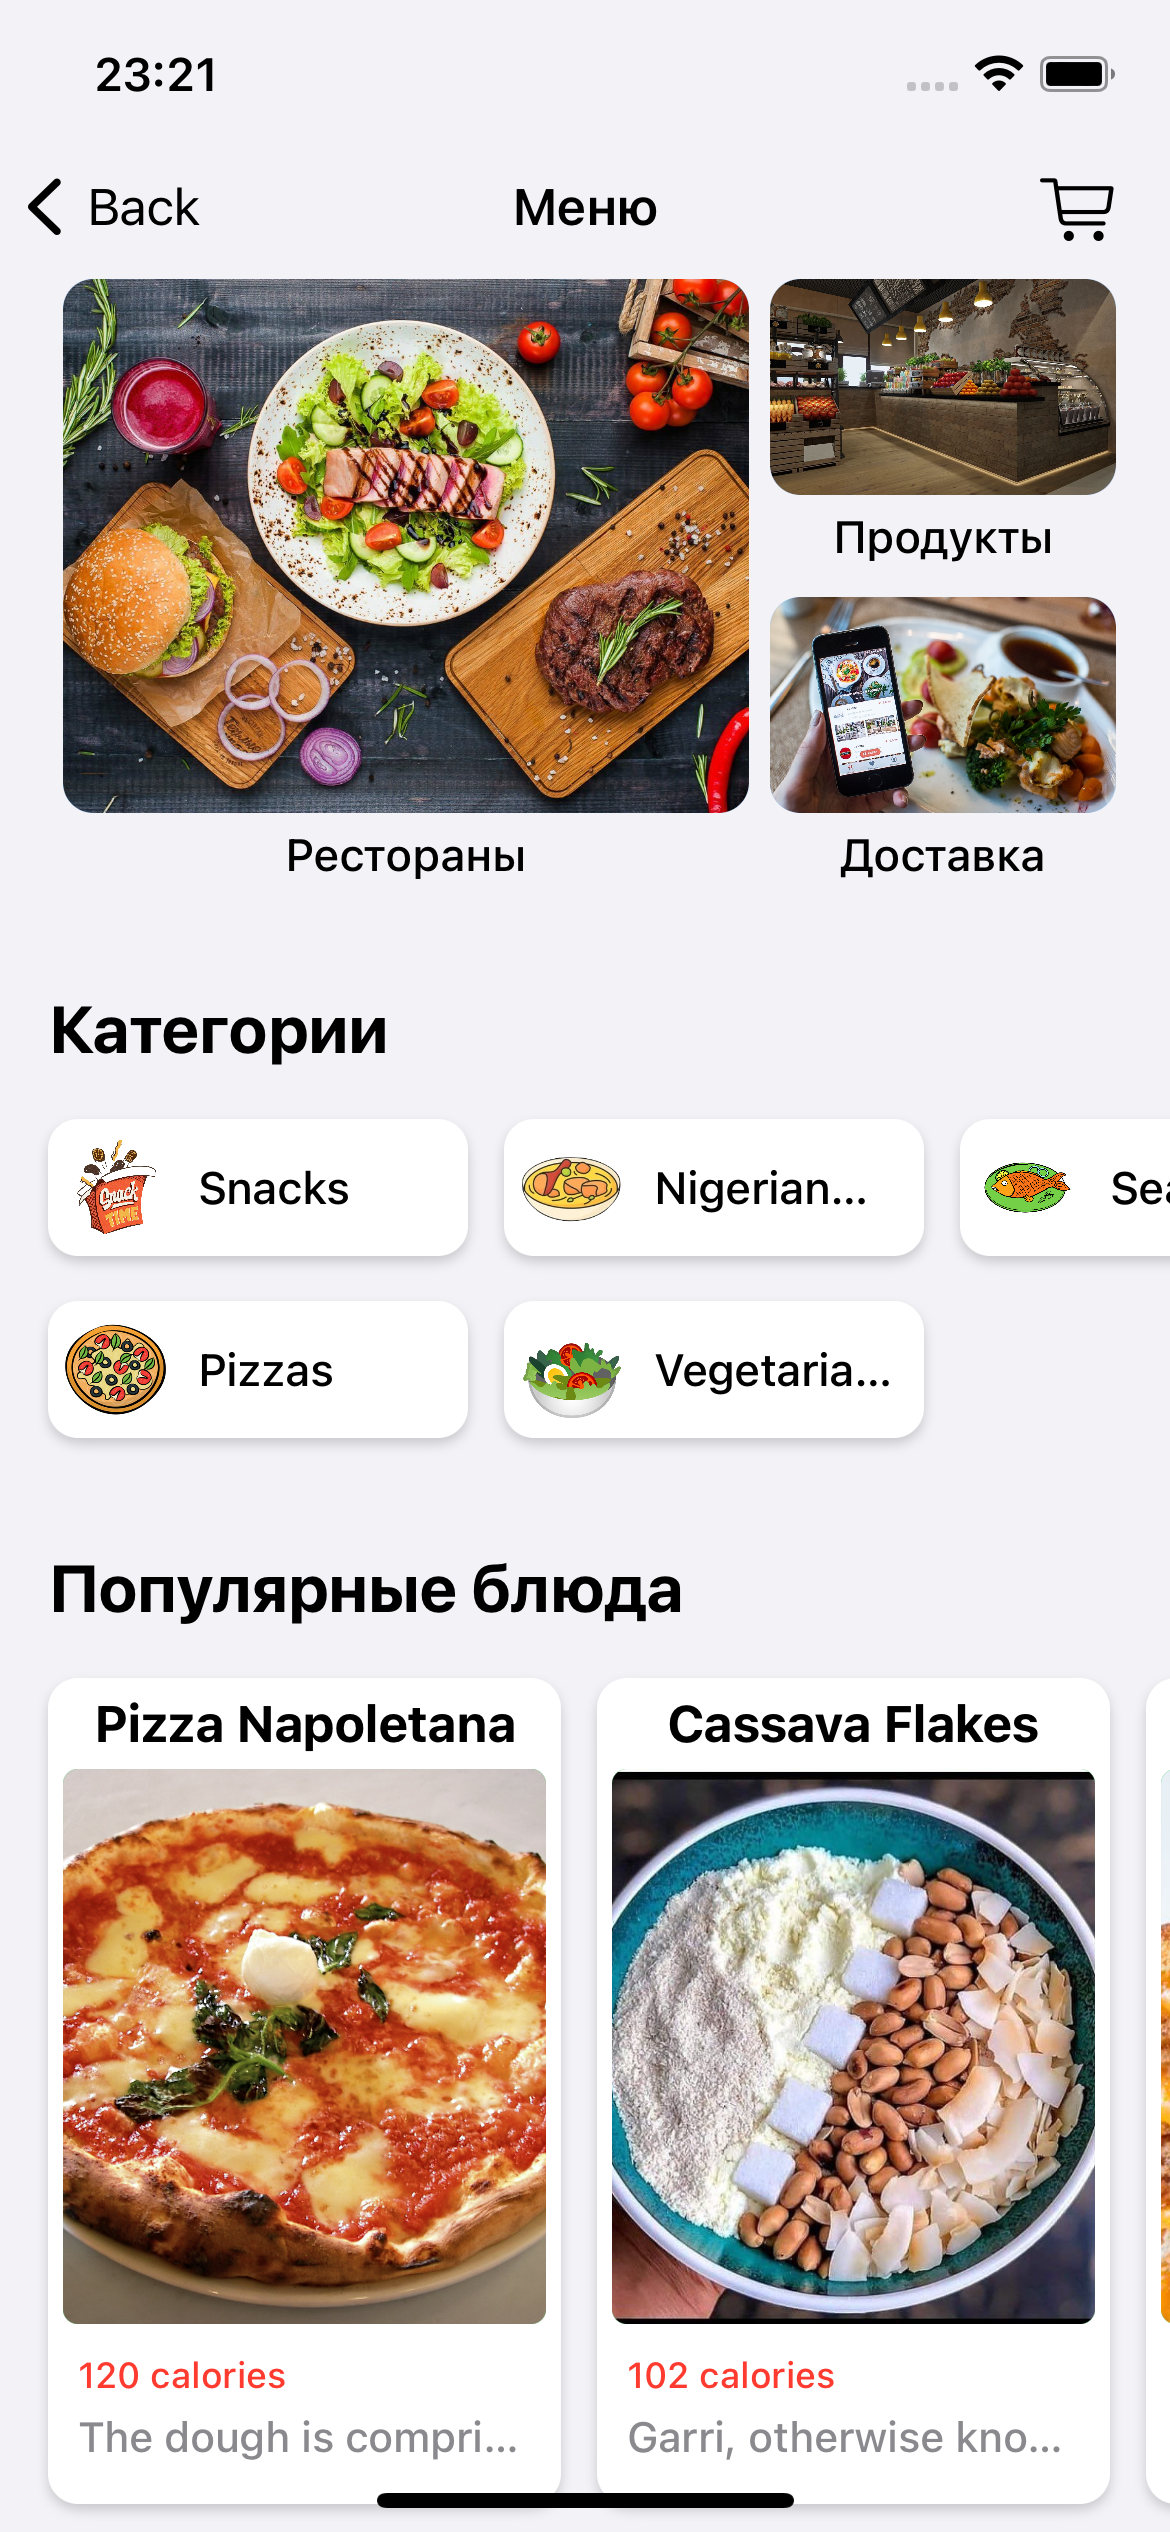 23:21
Back
Меню
Продукты
Рестораны
Доставка
Категории
Snack
TIME
Snacks
Nigerian...
Sea
Pizzas
Vegetaria...
Популярные блюда
Pizza Napoletana
Cassava Flakes
120 calories
102 calories
The dough is compri...
Garri, otherwise kno...